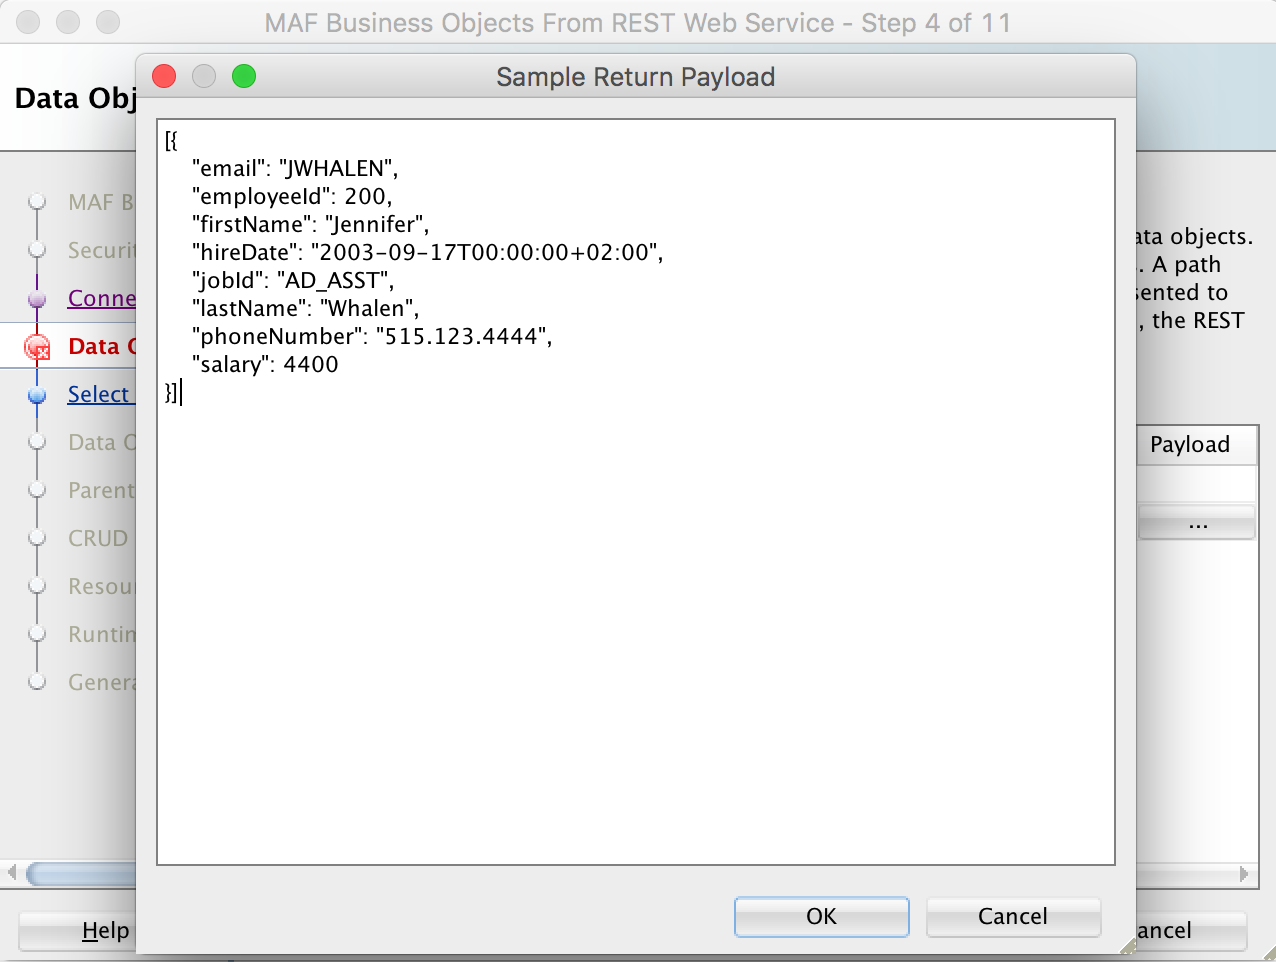 MAF Business Objects From REST Web Service - Step 4 of 11
Sample Return Payload
Data Obj
[{
"email": "JWHALEN",
"employeeId": 200,
"firstName": "Jennifer",
"hireDate": "2003-09-17T00:00:00+02:00",
"jobId": "AD_ASST",
"lastName": "Whalen",
"phoneNumber": "515.123.4444",
"salary": 4400
}]
MAF B
Securit
Conne
Data O
Select
Data O
Parent
CRUD
Resour
Runtim
Genera
ata objects.
. A path
sented to
, the REST
Payload
...
OK
Cancel
Help
ancel